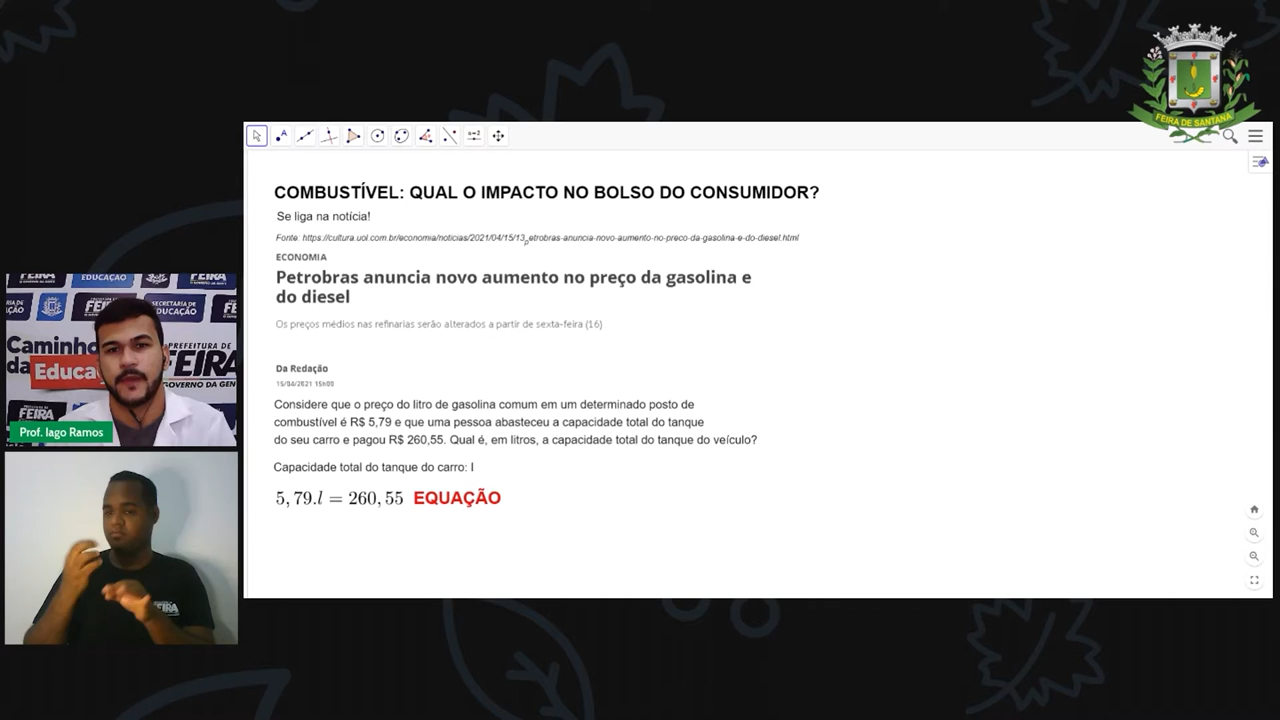 FEIRA DE SANTANA
COMBUSTÍVEL: QUAL O IMPACTO NO BOLSO DO CONSUMIDOR?
Se liga na notícia!
Fonte: https://cultura.uol.com.br/economia/noticias/2021/04/15/13petrobras-anuncia-novo-aumento-no-preco-da-gasolina-e-do-diesel.html
ECONOMIA
Petrobras anuncia novo aumento no preço da gasolina e
do diesel
Os preços médios nas refinarias serão alterados a partir de sexta-feira (16)
Da Redação
15/04/2021 15h00
Considere que o preço do litro de gasolina comum em um determinado posto de
combustível é R$ 5,79 e que uma pessoa abasteceu a capacidade total do tanque
do seu carro e pagou R$ 260,55. Qual é, em litros, a capacidade total do tanque do veículo?
Capacidade total do tanque do carro: l
5, 79.l = 260, 55 EQUAÇÃO
FEIRA
EDUCAÇÃO
FEIRA
SECRETARIA DE
EDUCAÇÃO
Caminho
da Educa
PREFEITURA DE
FEIRA
GOVERNO DA GEN
FEIRA
Prof. Iago Ramos
FEIRA